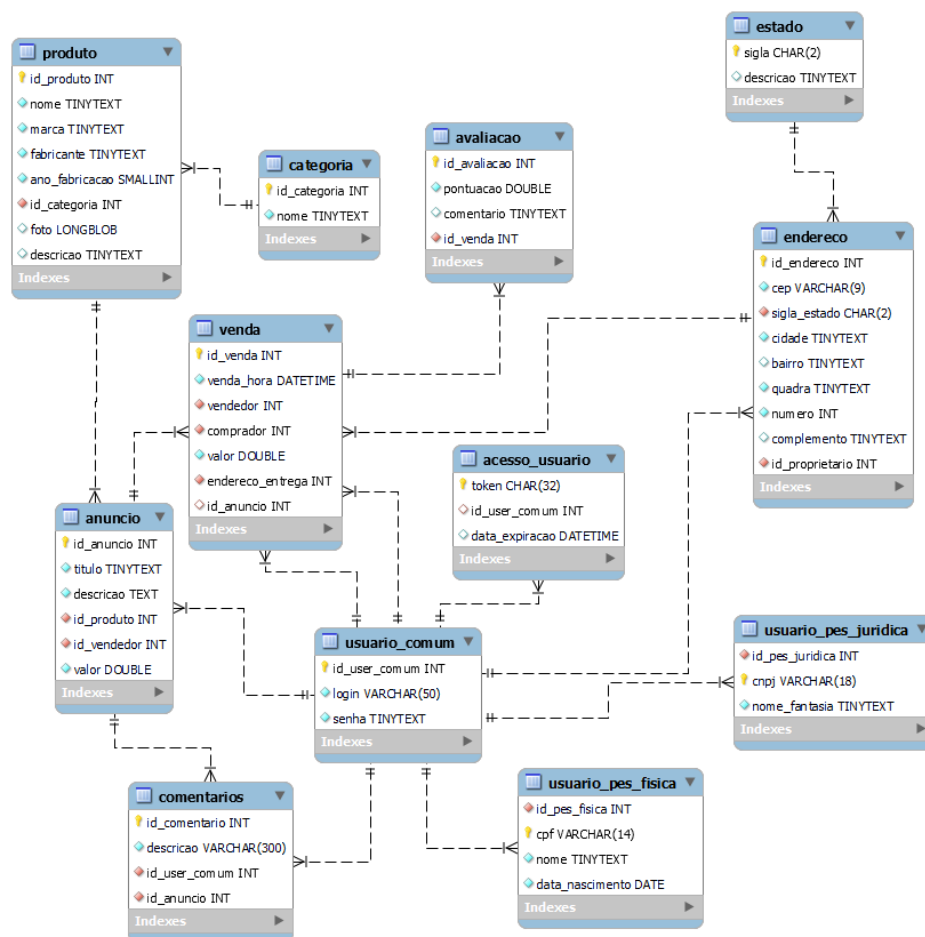 produto
id_produto INT
nome TINYTEXT
marca TINYTEXT
fabricante TINYTEXT
ano_fabricacao SMALLINT
id_categoria INT
foto LONGBLOB
descricao TINYTEXT
Indexes
categoria
id_categoria INT
nome TINYTEXT
Indexes
avaliacao
id_avaliacao INT
pontuacao DOUBLE
comentario TINYTEXT
id_venda INT
Indexes
estado
sigla CHAR(2)
descricao TINYTEXT
Indexes
endereco
id_endereco INT
cep VARCHAR(9)
sigla_estado CHAR(2)
cidade TINYTEXT
bairro TINYTEXT
quadra TINYTEXT
numero INT
complemento TINYTEXT
id_proprietario INT
Indexes
venda
id_venda INT
venda_hora DATETIME
vendedor INT
comprador INT
valor DOUBLE
endereco_entrega INT
id_anuncio INT
Indexes
acesso_usuario
token CHAR(32)
id_user_comum INT
data_expiracao DATETIME
Indexes
anuncio
id_anuncio INT
titulo TINYTEXT
descricao TEXT
id_produto INT
id_vendedor INT
valor DOUBLE
Indexes
usuario_comum
id_user_comum INT
login VARCHAR(50)
senha TINYTEXT
Indexes
usuario_pes_juridica
id_pes_juridica INT
cnpj VARCHAR(18)
nome_fantasia TINYTEXT
Indexes
comentarios
id_comentario INT
descricao VARCHAR(300)
id_user_comum INT
id_anuncio INT
Indexes
usuario_pes_fisica
id_pes_fisica INT
cpf VARCHAR(14)
nome TINYTEXT
data_nascimento DATE
Indexes